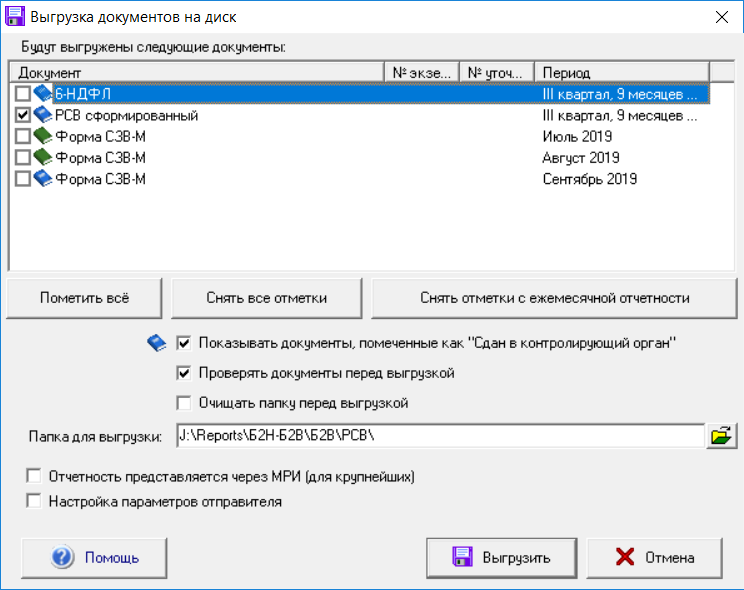 Выгрузка документов на диск
Будут выгружены следующие документы:
Документ № экзе... № уточ... Период
6-НДФЛ III квартал, 9 месяцев ...
РСВ сформированный III квартал, 9 месяцев ...
Форма СЗВ-М Июль 2019
Форма СЗВ-М Август 2019
Форма СЗВ-М Сентябрь 2019
Пометить всё Снять все отметки Снять отметки с ежемесячной отчетности
Показывать документы, помеченные как "Сдан в контролирующий орган"
Проверять документы перед выгрузкой
Очищать папку перед выгрузкой
Папка для выгрузки: J:\Reports\Б2Н-Б2В\Б2В\РСВ\
Отчетность представляется через МРИ (для крупнейших)
Настройка параметров отправителя
Помощь Выгрузить Отмена